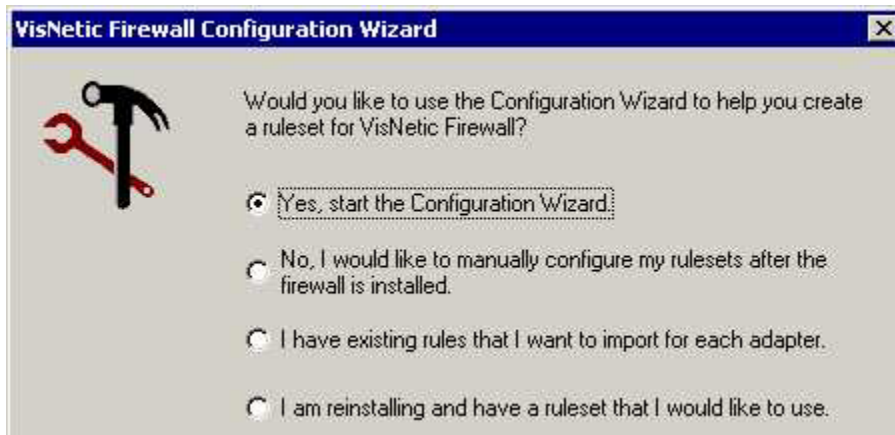 VisNetic Firewall Configuration Wizard
Would you like to use the Configuration Wizard to help you create
a ruleset for VisNetic Firewall?
Yes, start the Configuration Wizard.
No, I would like to manually configure my rulesets after the
firewall is installed.
I have existing rules that I want to import for each adapter.
I am reinstalling and have a ruleset that I would like to use.